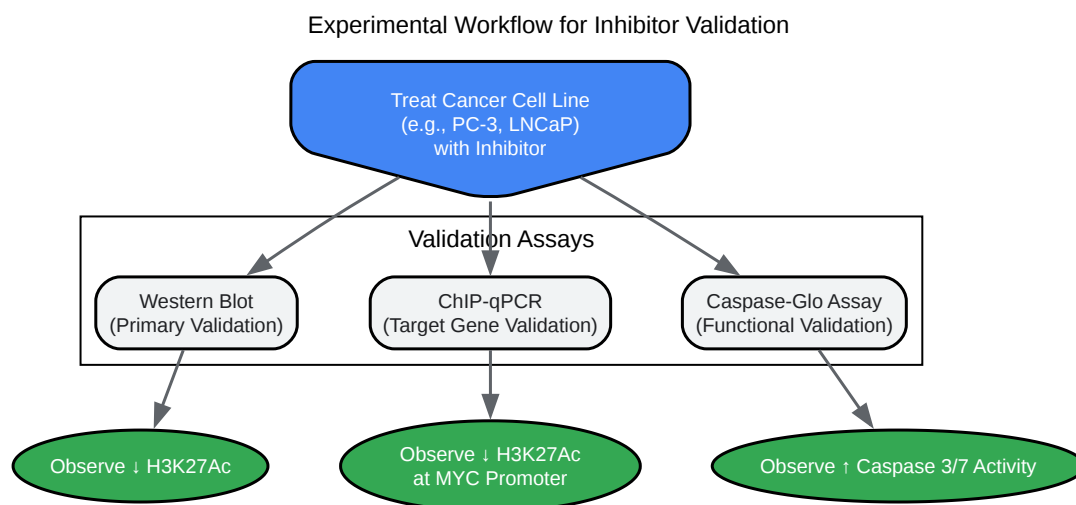 Experimental Workflow for Inhibitor Validation
Treat Cancer Cell Line
(e.g., PC-3, LNCaP)
with Inhibitor
Validation Assays
Western Blot
(Primary Validation)
ChIP-qPCR
(Target Gene Validation)
Caspase-Glo Assay
(Functional Validation)
Observe ↓ H3K27Ac
Observe ↓ H3K27Ac
at MYC Promoter
Observe ↑ Caspase 3/7 Activity